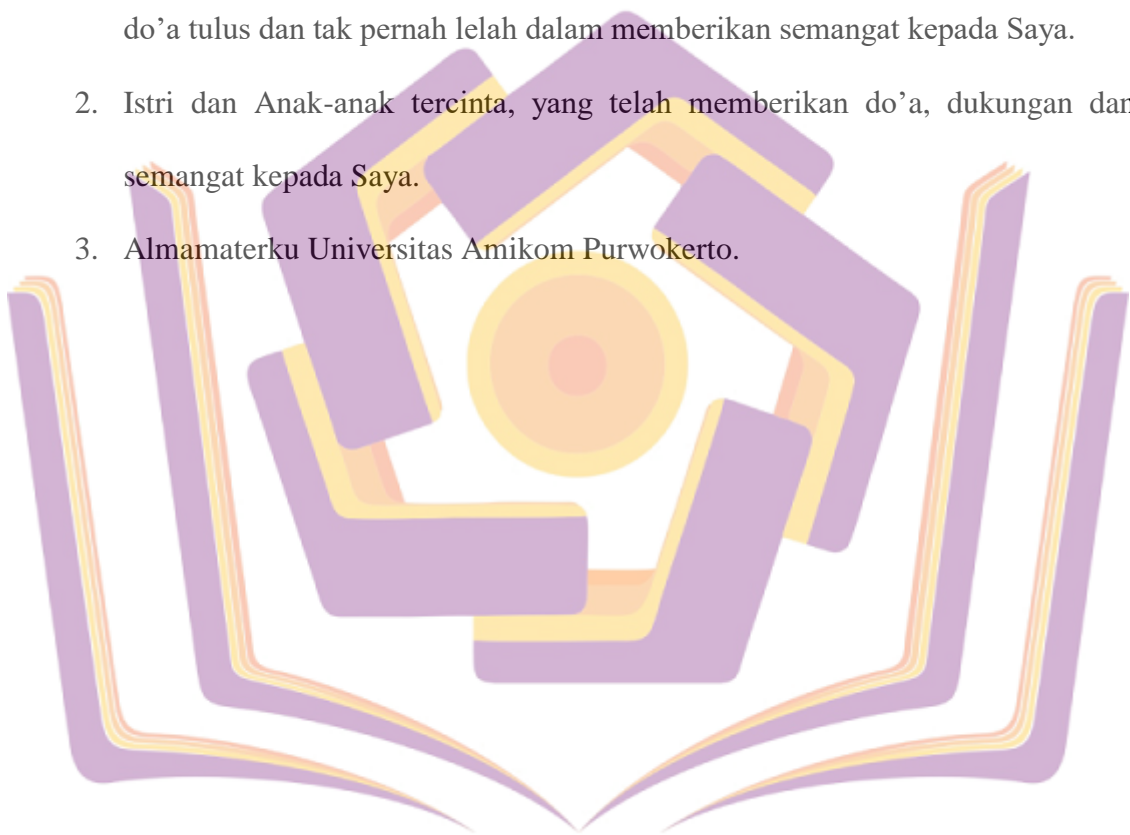 do’a tulus dan tak pernah lelah dalam memberikan semangat kepada Saya.
2. Istri dan Anak-anak tercinta, yang telah memberikan do’a, dukungan dan
semangat kepada Saya.
3. Almamaterku Universitas Amikom Purwokerto.